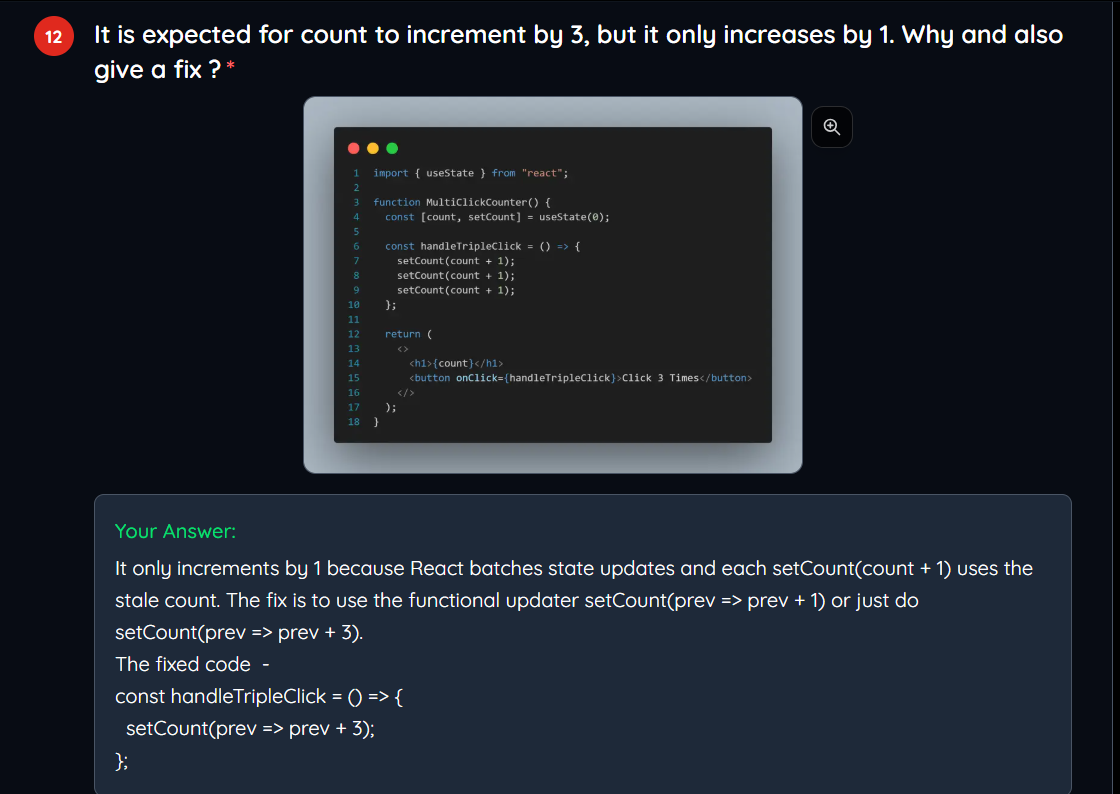 12
It is expected for count to increment by 3, but it only increases by 1. Why and also
give a fix ? *
1 import { useState } from "react";
2
3 function MultiClickCounter() {
4   const [count, setCount] = useState(0);
5
6   const handleTripleClick = () => {
7     setCount(count + 1);
8     setCount(count + 1);
9     setCount(count + 1);
10   };
11
12   return (
13     <>
14       <h1>{count}</h1>
15       <button onClick={handleTripleClick}>Click 3 Times</button>
16     </>
17   );
18 }
Your Answer:
It only increments by 1 because React batches state updates and each setCount(count + 1) uses the
stale count. The fix is to use the functional updater setCount(prev => prev + 1) or just do
setCount(prev => prev + 3).
The fixed code -
const handleTripleClick = () => {
  setCount(prev => prev + 3);
};